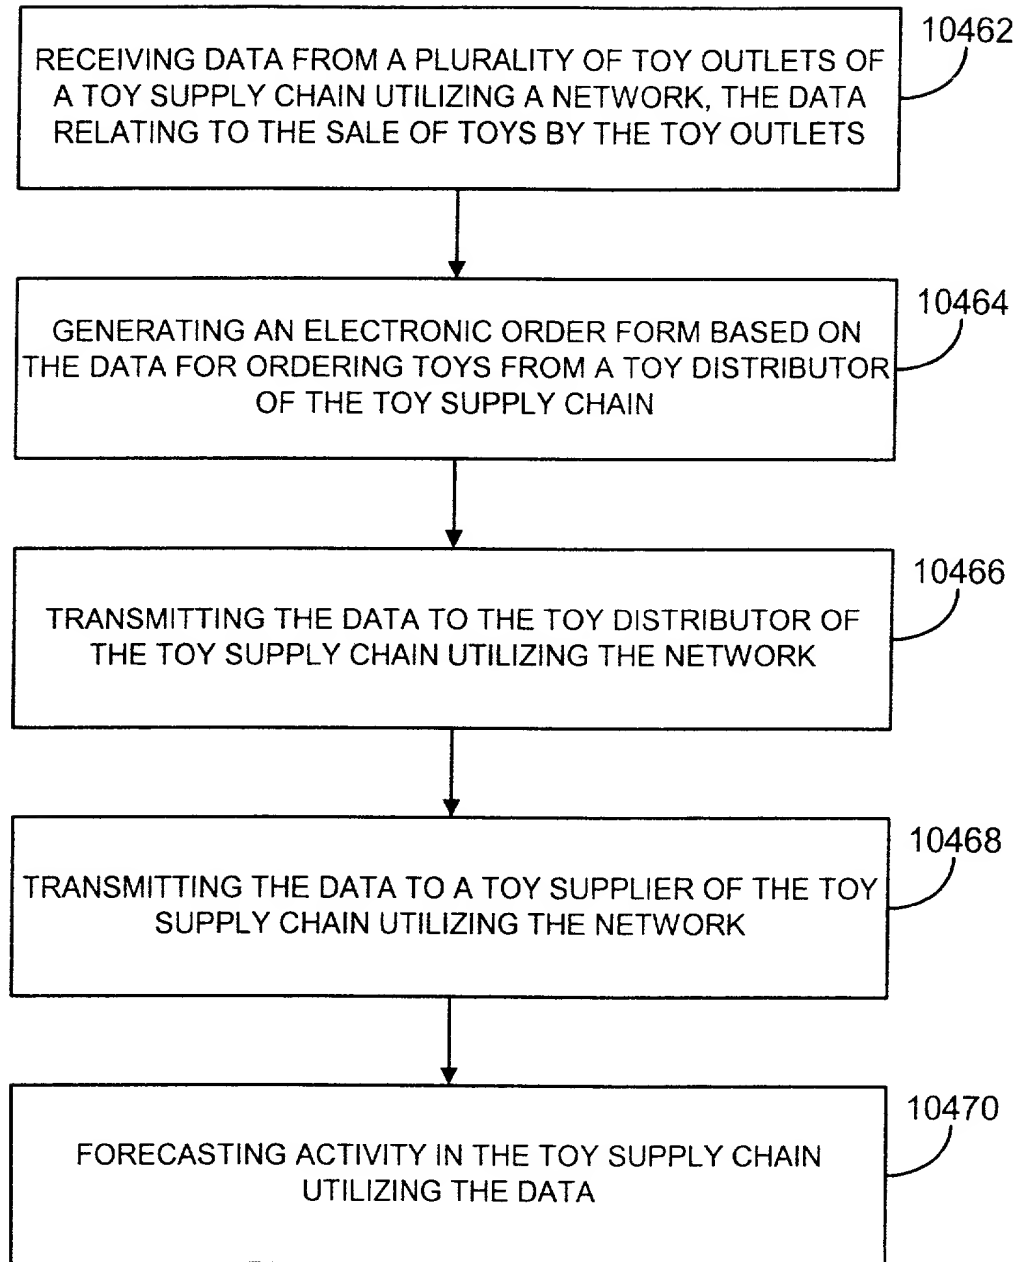 10462
RECEIVING DATA FROM A PLURALITY OF TOY OUTLETS OF
A TOY SUPPLY CHAIN UTILIZING A NETWORK, THE DATA
RELATING TO THE SALE OF TOYS BY THE TOY OUTLETS
10464
GENERATING AN ELECTRONIC ORDER FORM BASED ON
THE DATA FOR ORDERING TOYS FROM A TOY DISTRIBUTOR
OF THE TOY SUPPLY CHAIN
10466
TRANSMITTING THE DATA TO THE TOY DISTRIBUTOR OF
THE TOY SUPPLY CHAIN UTILIZING THE NETWORK
10468
TRANSMITTING THE DATA TO A TOY SUPPLIER OF THE TOY
SUPPLY CHAIN UTILIZING THE NETWORK
10470
FORECASTING ACTIVITY IN THE TOY SUPPLY CHAIN
UTILIZING THE DATA